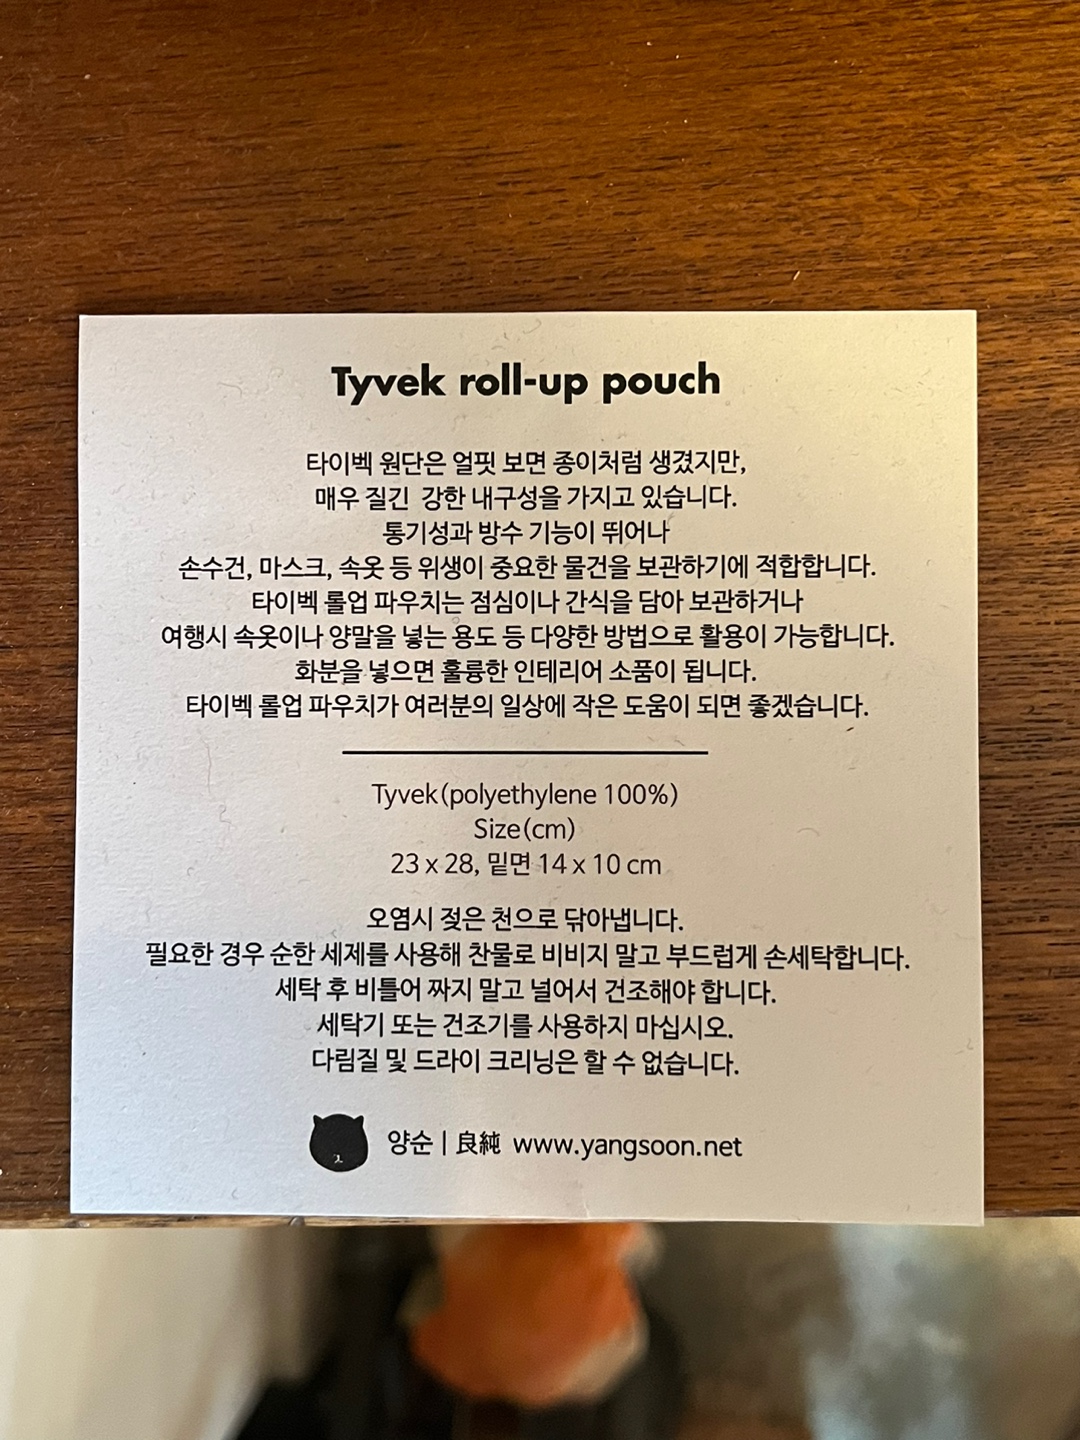 Tyvek roll-up pouch
타이벡 원단은 얼핏 보면 종이처럼 생겼지만,
매우 질긴 강한 내구성을 가지고 있습니다.
통기성과 방수 기능이 뛰어나
손수건, 마스크, 속옷 등 위생이 중요한 물건을 보관하기에 적합합니다.
타이벡 롤업 파우치는 점심이나 간식을 담아 보관하거나
여행시 속옷이나 양말을 넣는 용도 등 다양한 방법으로 활용이 가능합니다.
화분을 넣으면 훌륭한 인테리어 소품이 됩니다.
타이벡 롤업 파우치가 여러분의 일상에 작은 도움이 되면 좋겠습니다.
Tyvek(polyethylene 100%)
Size(cm)
23 x 28, 밑면 14 x 10 cm
오염시 젖은 천으로 닦아냅니다.
필요한 경우 순한 세제를 사용해 찬물로 비비지 말고 부드럽게 손세탁합니다.
세탁 후 비틀어 짜지 말고 널어서 건조해야 합니다.
세탁기 또는 건조기를 사용하지 마십시오.
다림질 및 드라이 크리닝은 할 수 없습니다.
양순 | 良純 www.yangsoon.net